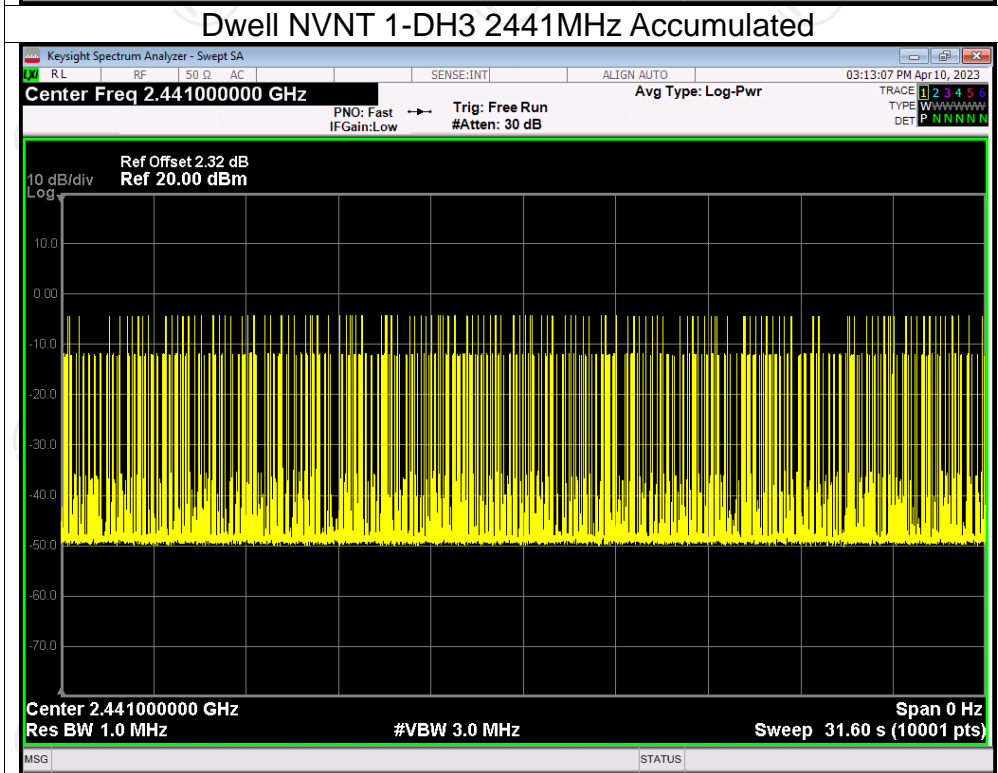 Dwell NVNT 1-DH3 2441MHz Accumulated
Keysight Spectrum Analyzer - Swept SA
LXI RL RF 50 Ω AC SENSE:INT ALIGN AUTO 03:13:07 PM Apr 10, 2023
Center Freq 2.441000000 GHz Avg Type: Log-Pwr TRACE 1 2 3 4 5 6
PNO: Fast Trig: Free Run TYPE WWWWWWW
IFGain:Low #Atten: 30 dB DET P N N N N N
Ref Offset 2.32 dB
10 dB/div Ref 20.00 dBm
Log
10.0
0.00
-10.0
-20.0
-30.0
-40.0
-50.0
-60.0
-70.0
Center 2.441000000 GHz Span 0 Hz
Res BW 1.0 MHz #VBW 3.0 MHz Sweep 31.60 s (10001 pts)
MSG STATUS